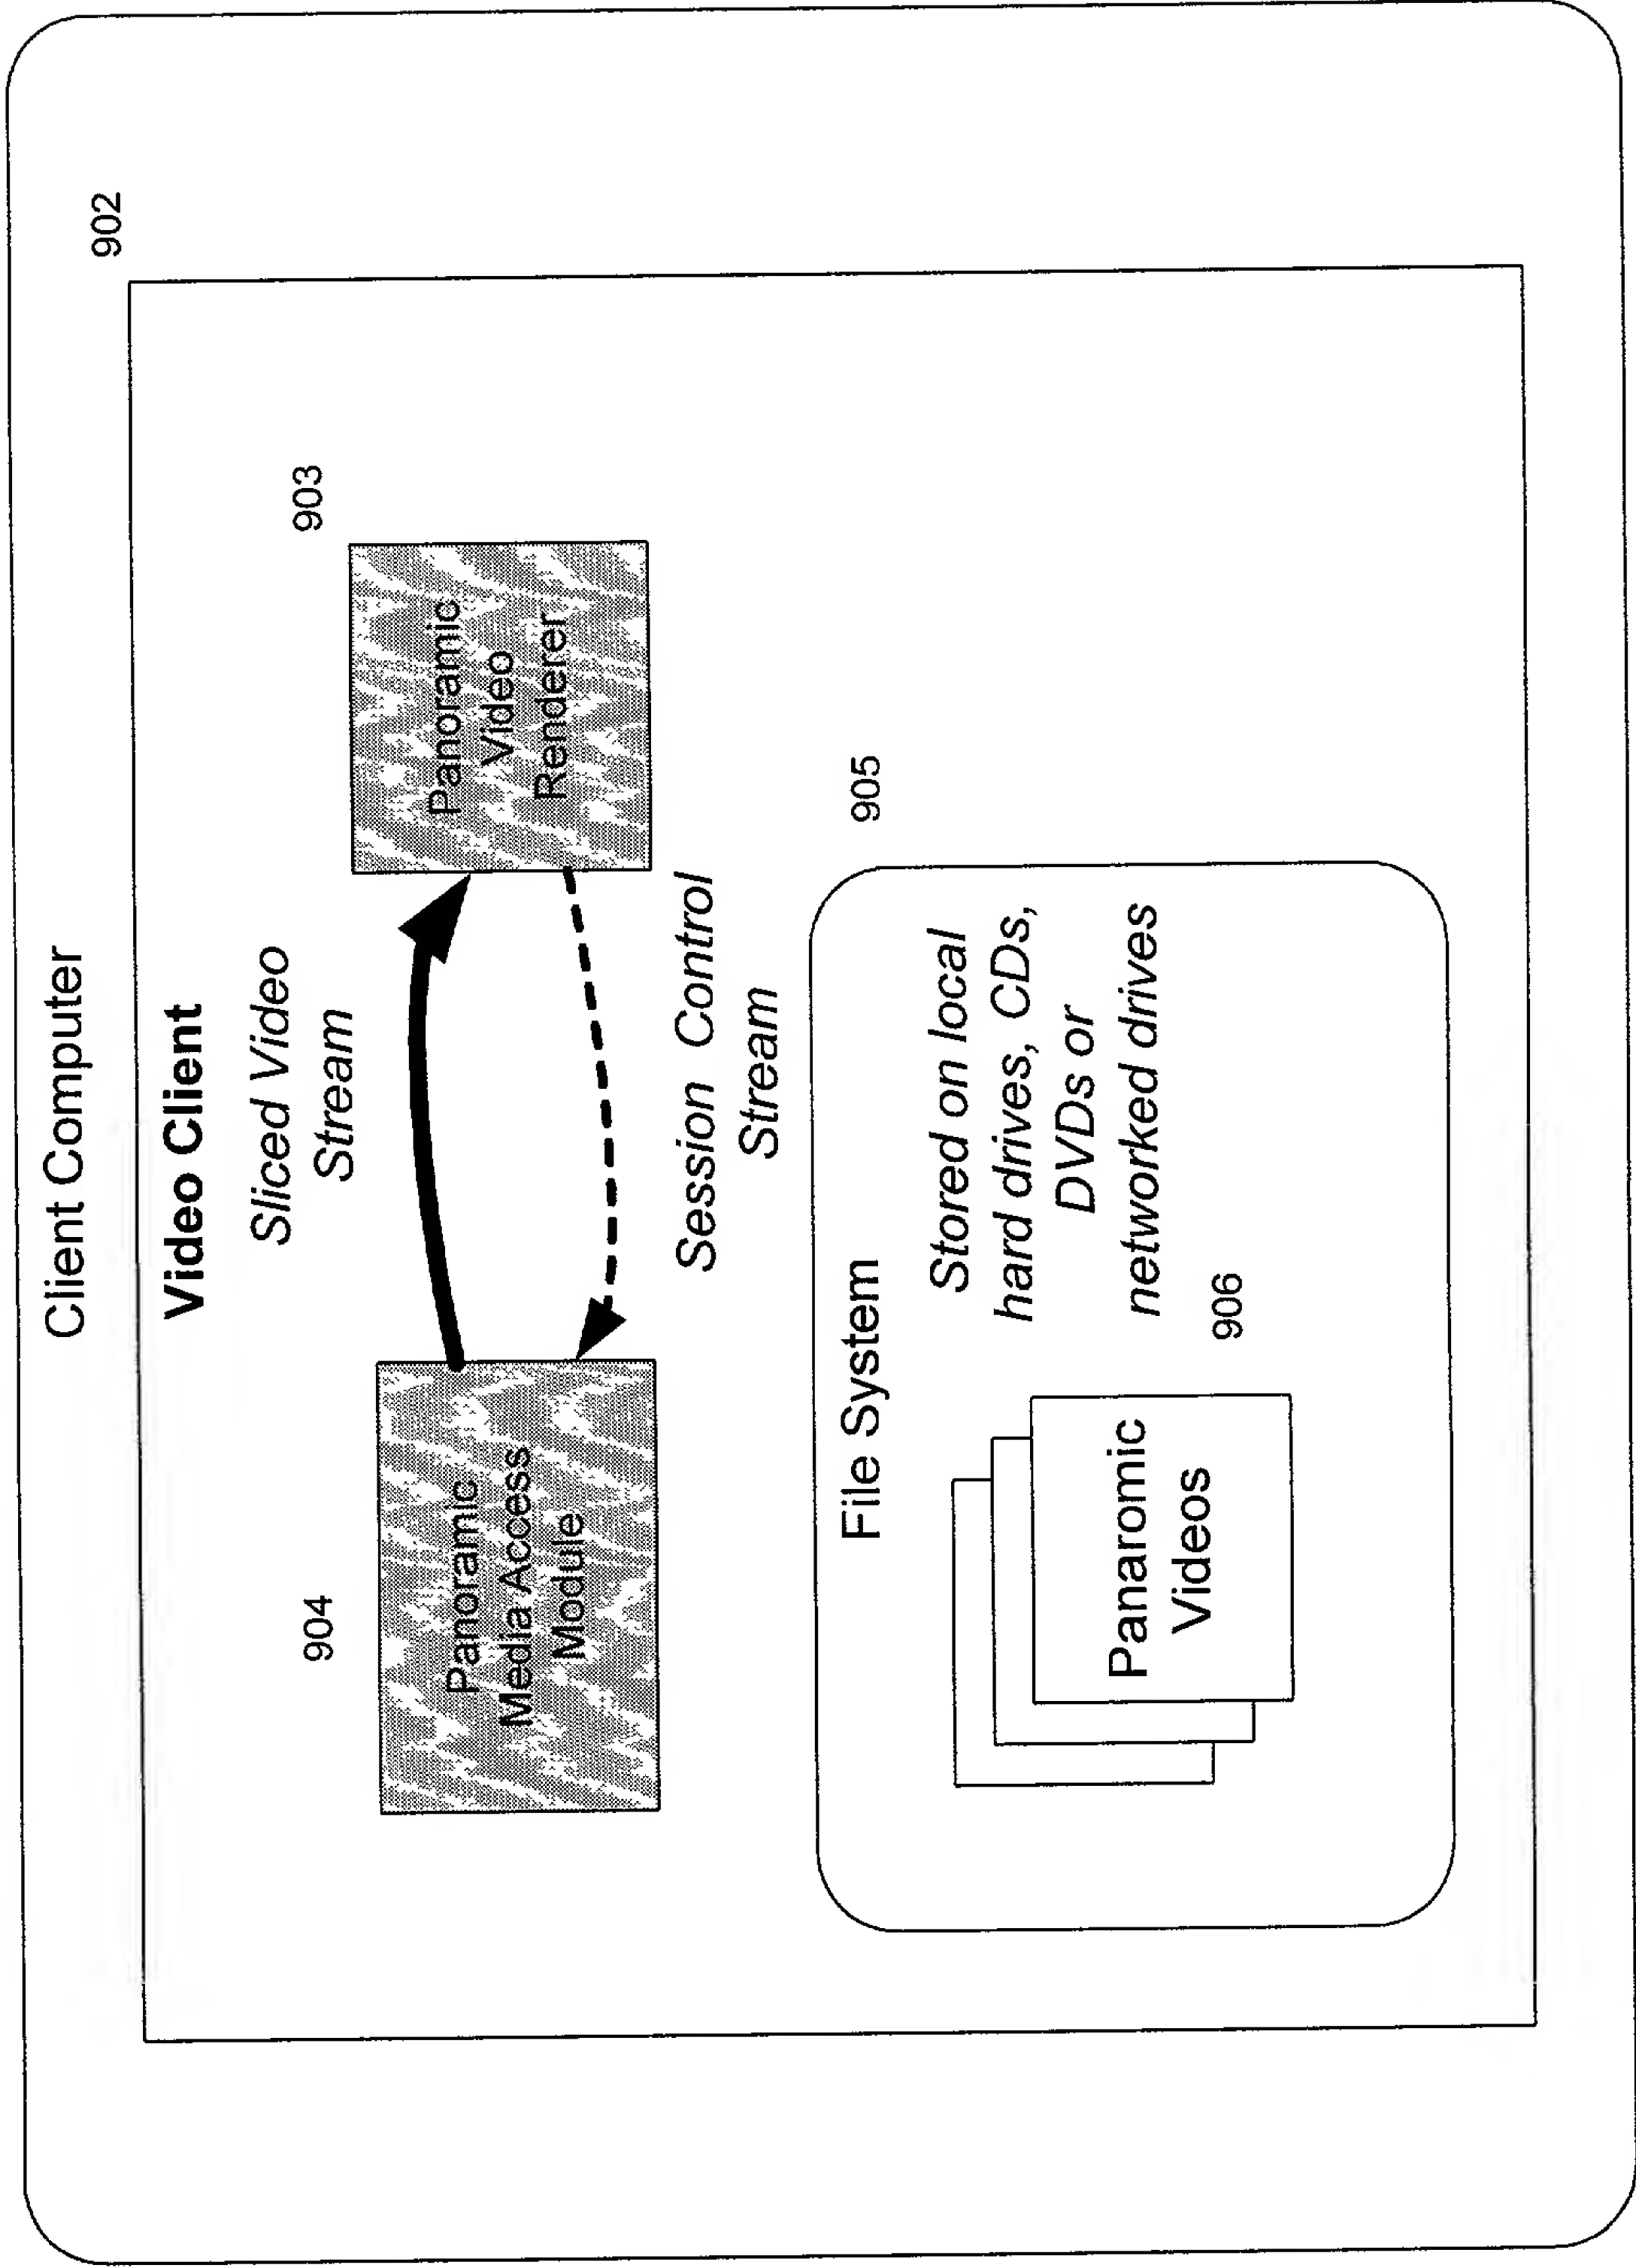 Client Computer
902
Video Client
Sliced Video
Stream
903
904
Panoramic
Media Access
Module
Panoramic
Video
Renderer
Session Control
Stream
905
File System
Stored on local
hard drives, CDs,
DVDs or
networked drives
906
Panaromic
Videos